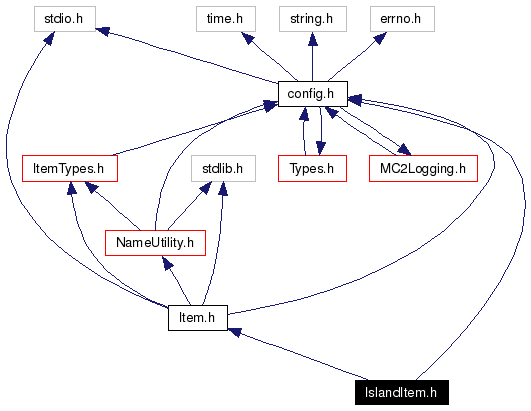 stdio.h
time.h
string.h
errno.h
config.h
ItemTypes.h
stdlib.h
Types.h
MC2Logging.h
NameUtility.h
Item.h
IslandItem.h